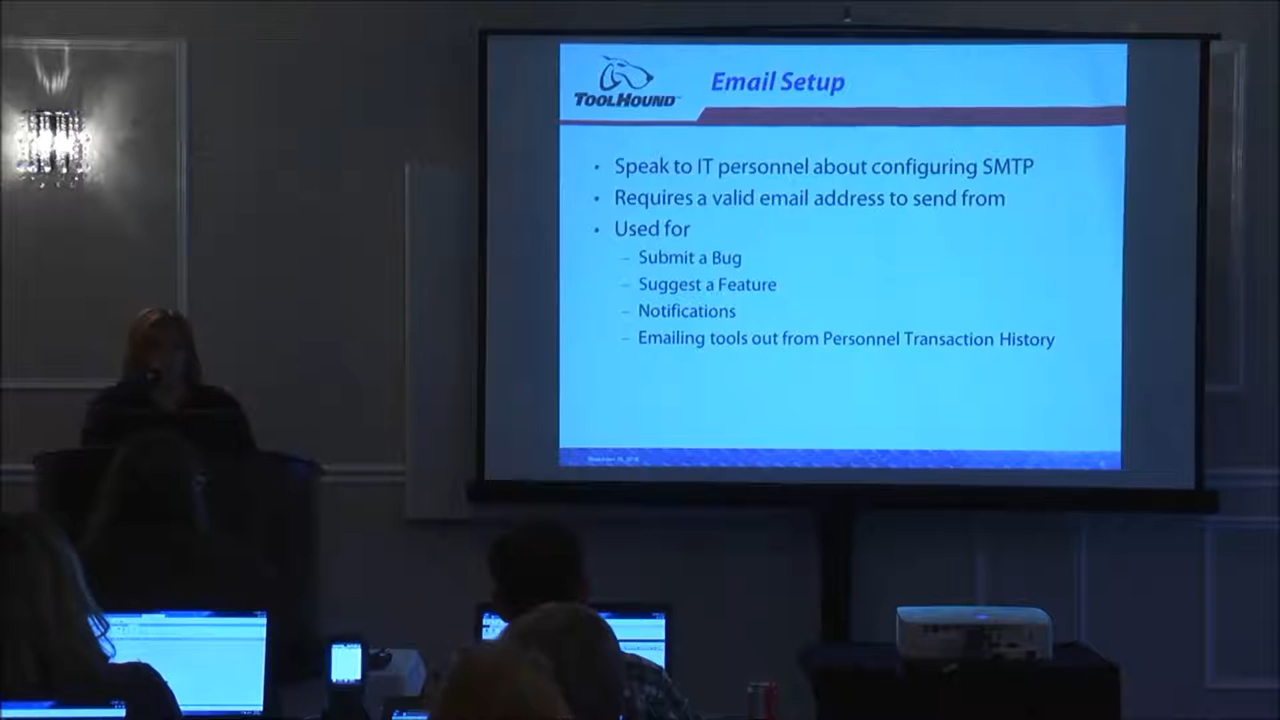 TOOLHOUND
Email Setup
• Speak to IT personnel about configuring SMTP
• Requires a valid email address to send from
• Used for
– Submit a Bug
– Suggest a Feature
– Notifications
– Emailing tools out from Personnel Transaction History